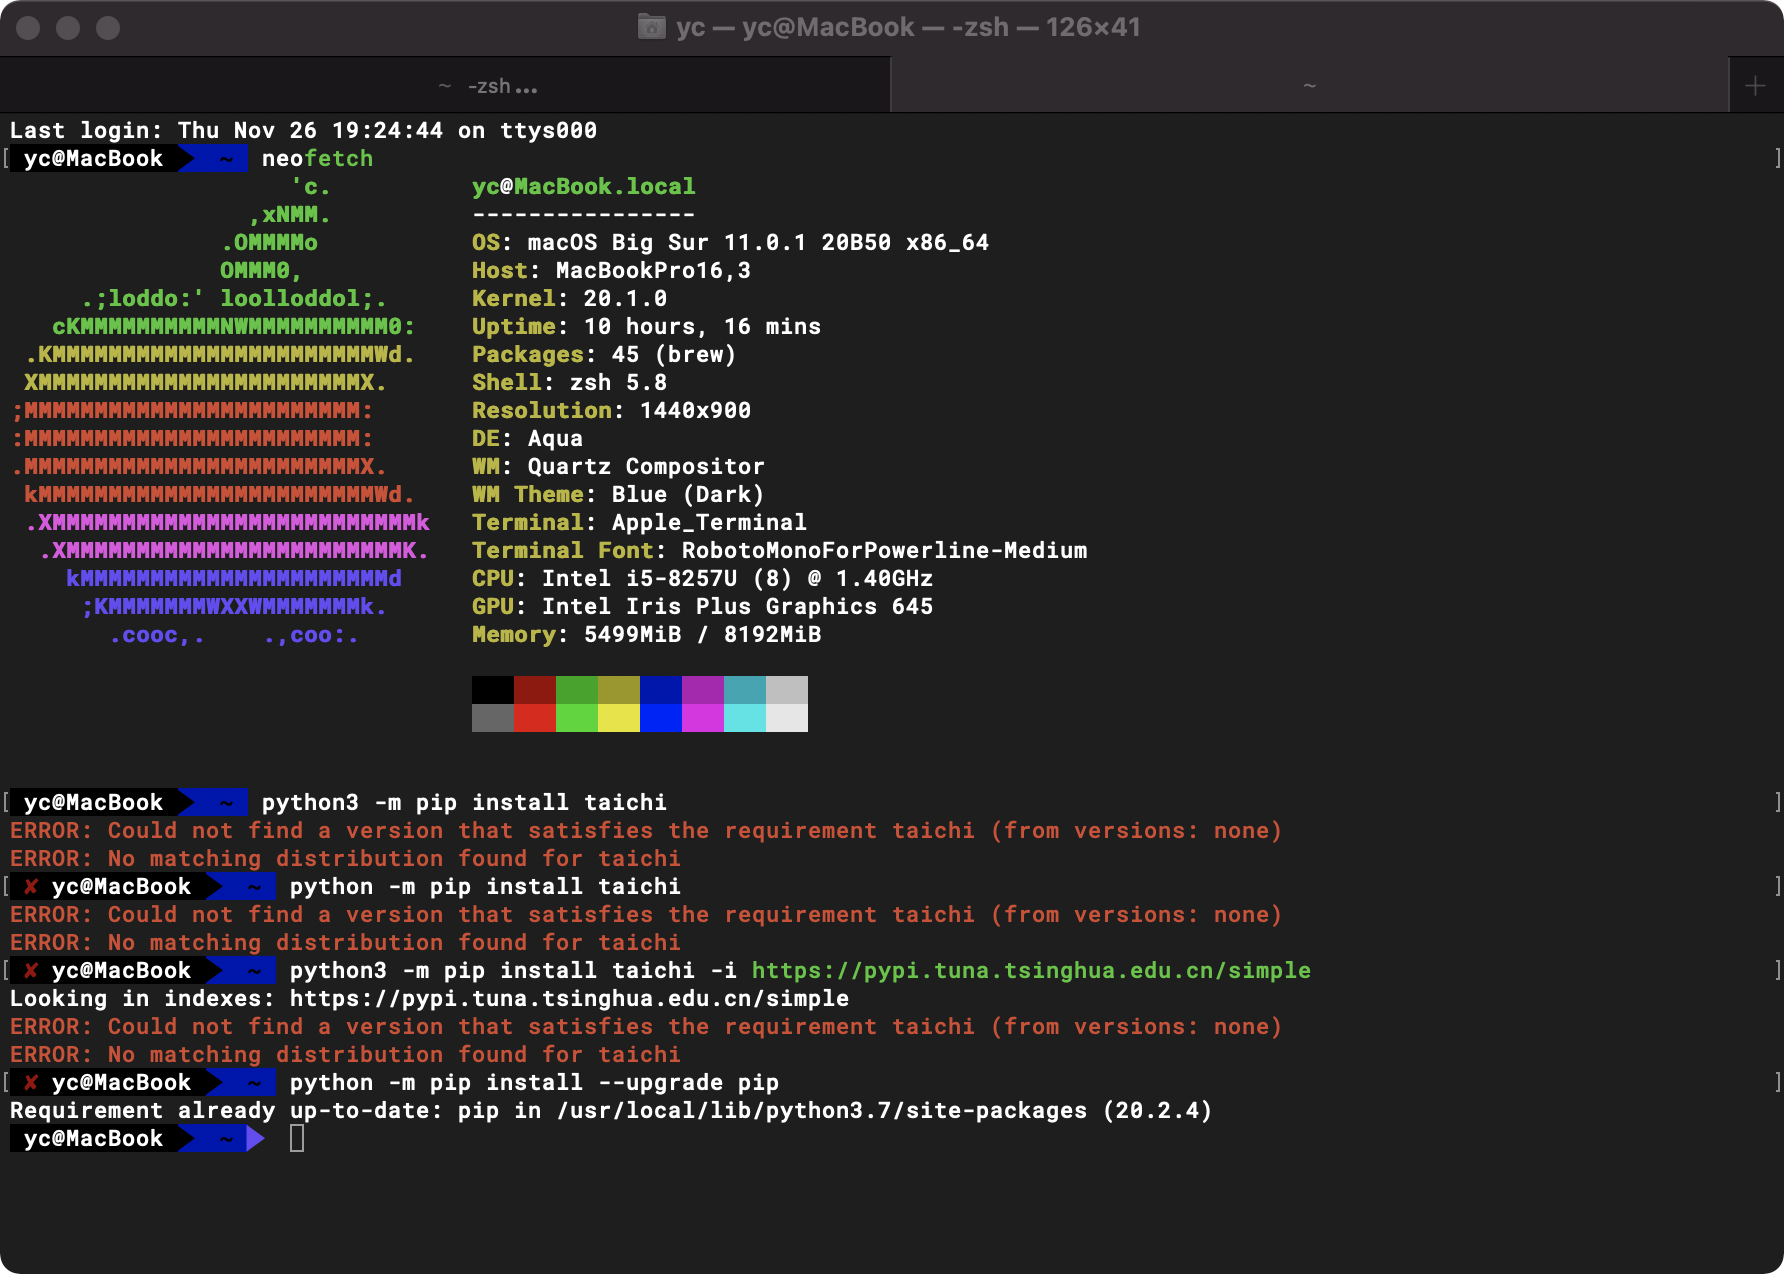 yc — yc@MacBook — -zsh — 126×41
~ -zsh... ~ +
Last login: Thu Nov 26 19:24:44 on ttys000
[ yc@MacBook ~ neofetch ]
'c. yc@MacBook.local
,xNMM. ----------------
.OMMMMo OS: macOS Big Sur 11.0.1 20B50 x86_64
OMMM0, Host: MacBookPro16,3
.;loddo:' loolloddol;. Kernel: 20.1.0
cKMMMMMMMMMMNWMMMMMMMMMM0: Uptime: 10 hours, 16 mins
.KMMMMMMMMMMMMMMMMMMMMMMMWd. Packages: 45 (brew)
XMMMMMMMMMMMMMMMMMMMMMMMX. Shell: zsh 5.8
;MMMMMMMMMMMMMMMMMMMMMMMM: Resolution: 1440x900
:MMMMMMMMMMMMMMMMMMMMMMMM: DE: Aqua
.MMMMMMMMMMMMMMMMMMMMMMMMX. WM: Quartz Compositor
kMMMMMMMMMMMMMMMMMMMMMMMMWd. WM Theme: Blue (Dark)
.XMMMMMMMMMMMMMMMMMMMMMMMMMMk Terminal: Apple_Terminal
.XMMMMMMMMMMMMMMMMMMMMMMMMK. Terminal Font: RobotoMonoForPowerline-Medium
kMMMMMMMMMMMMMMMMMMMMMMd CPU: Intel i5-8257U (8) @ 1.40GHz
;KMMMMMMMWXXWMMMMMMMk. GPU: Intel Iris Plus Graphics 645
.cooc,. .,coo:. Memory: 5499MiB / 8192MiB
[ yc@MacBook ~ python3 -m pip install taichi ]
ERROR: Could not find a version that satisfies the requirement taichi (from versions: none)
ERROR: No matching distribution found for taichi
[ ✘ yc@MacBook ~ python -m pip install taichi ]
ERROR: Could not find a version that satisfies the requirement taichi (from versions: none)
ERROR: No matching distribution found for taichi
[ ✘ yc@MacBook ~ python3 -m pip install taichi -i https://pypi.tuna.tsinghua.edu.cn/simple ]
Looking in indexes: https://pypi.tuna.tsinghua.edu.cn/simple
ERROR: Could not find a version that satisfies the requirement taichi (from versions: none)
ERROR: No matching distribution found for taichi
[ ✘ yc@MacBook ~ python -m pip install --upgrade pip ]
Requirement already up-to-date: pip in /usr/local/lib/python3.7/site-packages (20.2.4)
yc@MacBook ~